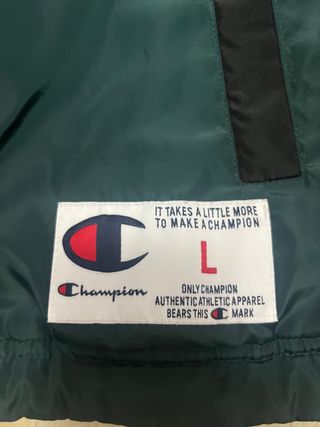 IT TAKES A LITTLE MORE
TO MAKE A CHAMPION
L
Champion
ONLY CHAMPION
AUTHENTIC ATHLETIC APPAREL
BEARS THIS C MARK